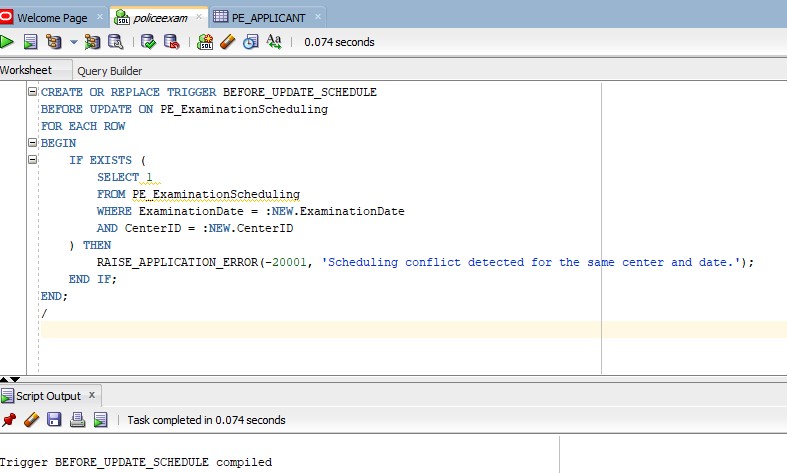 Welcome Page
policeexam
PE_APPLICANT
0.074 seconds
Worksheet
Query Builder
CREATE OR REPLACE TRIGGER BEFORE_UPDATE_SCHEDULE
BEFORE UPDATE ON PE_ExaminationScheduling
FOR EACH ROW
BEGIN
    IF EXISTS (
        SELECT 1
        FROM PE_ExaminationScheduling
        WHERE ExaminationDate = :NEW.ExaminationDate
        AND CenterID = :NEW.CenterID
    ) THEN
        RAISE_APPLICATION_ERROR(-20001, 'Scheduling conflict detected for the same center and date.');
    END IF;
END;
/
Script Output x
Task completed in 0.074 seconds
Trigger BEFORE_UPDATE_SCHEDULE compiled